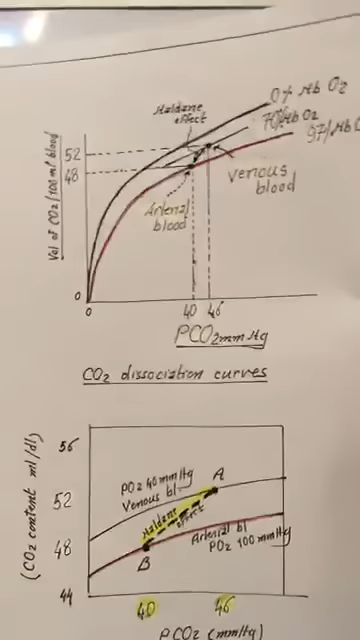 0% Hb O2
70% Hb O2
97% Hb O
Haldane
effect
Vol of CO2/100 ml blood
52
48
Venous
blood
Arterial
blood
0
0
40 46
PCO2 mm Hg
CO2 dissociation curves
(CO2 content ml/dl)
56
52
48
44
PO2 40 mmHg
Venous bl
A
Haldane
effect
B
Arterial bl
PO2 100 mmHg
40
46
PCO2 (mmHg)